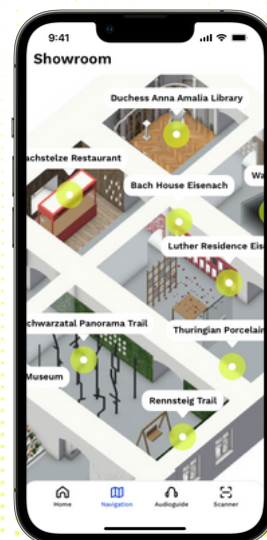 9:41
Showroom
Duchess Anna Amalia Library
achstelze Restaurant
Wa
Bach House Eisenach
Luther Residence Eis
chwarzatal Panorama Trail
Thuringian Porcelain
Museum
Rennsteig Trail
Home
Navigation
Audioguide
Scanner